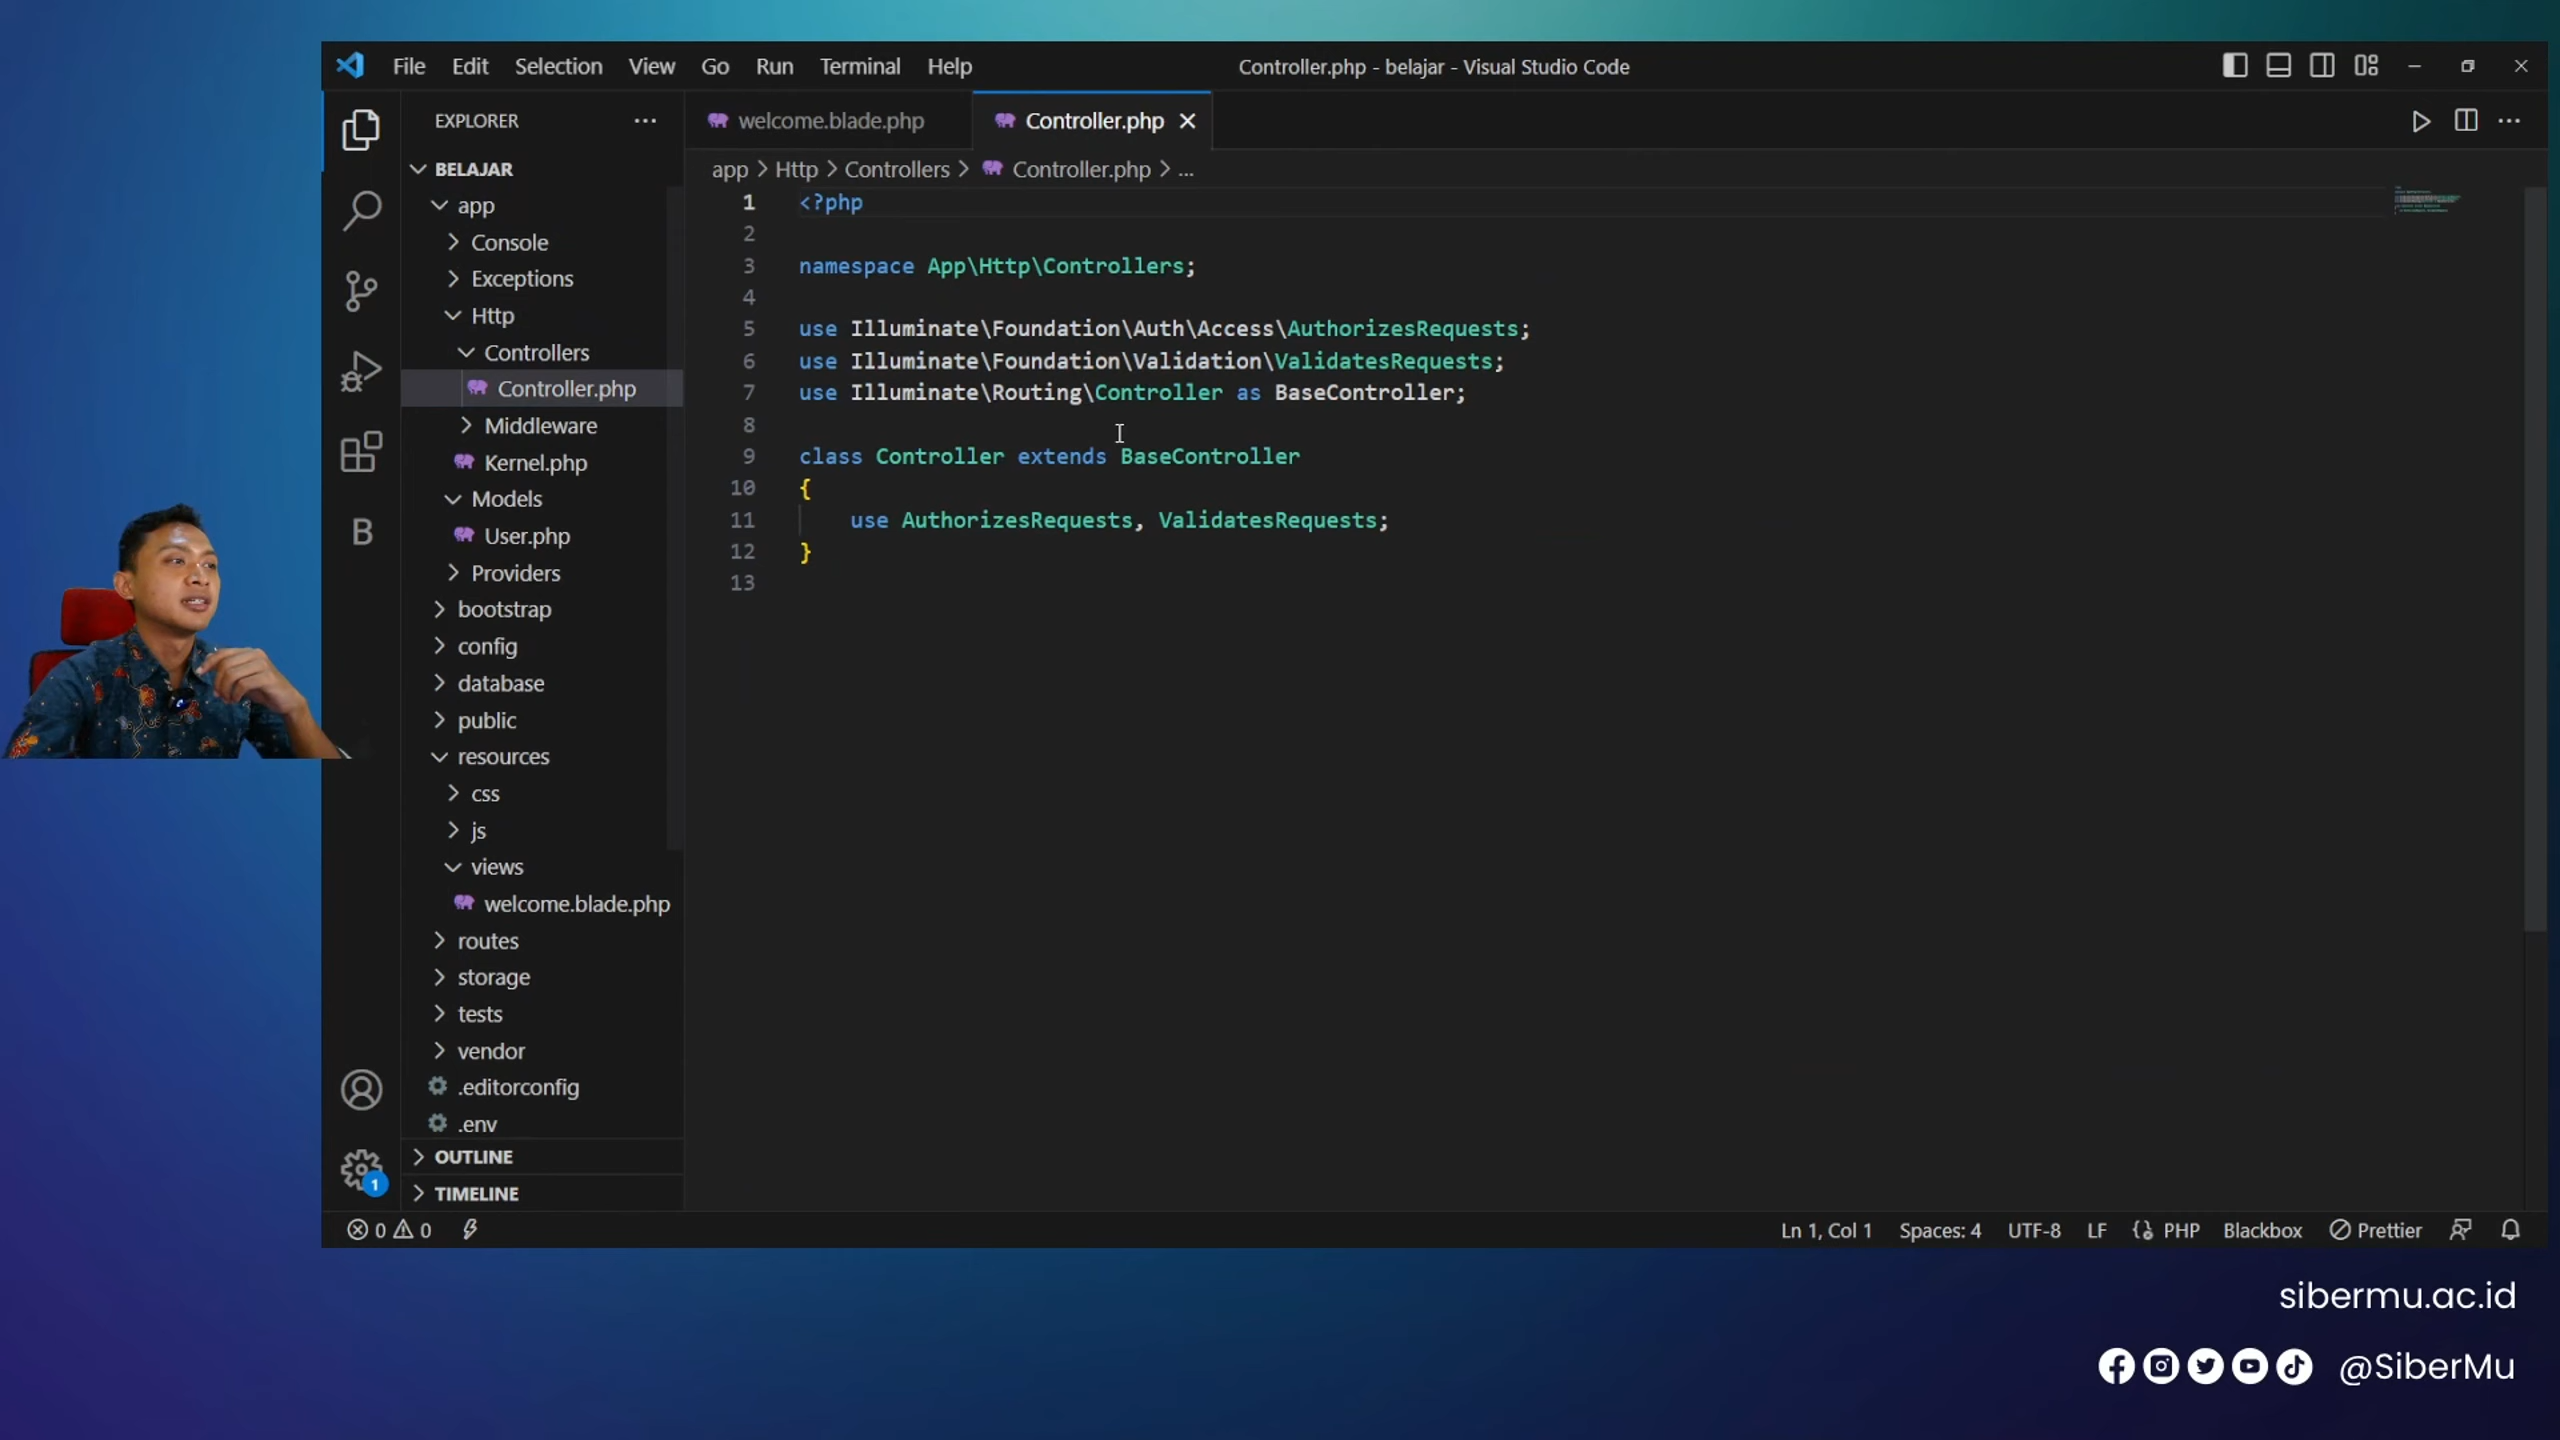 File Edit Selection View Go Run Terminal Help
Controller.php - belajar - Visual Studio Code
EXPLORER
BELAJAR
app
Console
Exceptions
Http
Controllers
Controller.php
Middleware
Kernel.php
Models
User.php
Providers
bootstrap
config
database
public
resources
css
js
views
welcome.blade.php
routes
storage
tests
vendor
.editorconfig
.env
OUTLINE
TIMELINE
B
1
welcome.blade.php Controller.php
app > Http > Controllers > Controller.php > ...
1 <?php
2
3 namespace App\Http\Controllers;
4
5 use Illuminate\Foundation\Auth\Access\AuthorizesRequests;
6 use Illuminate\Foundation\Validation\ValidatesRequests;
7 use Illuminate\Routing\Controller as BaseController;
8
9 class Controller extends BaseController
10 {
11 use AuthorizesRequests, ValidatesRequests;
12 }
13
0 0
Ln 1, Col 1 Spaces: 4 UTF-8 LF PHP Blackbox Prettier
sibermu.ac.id
@SiberMu